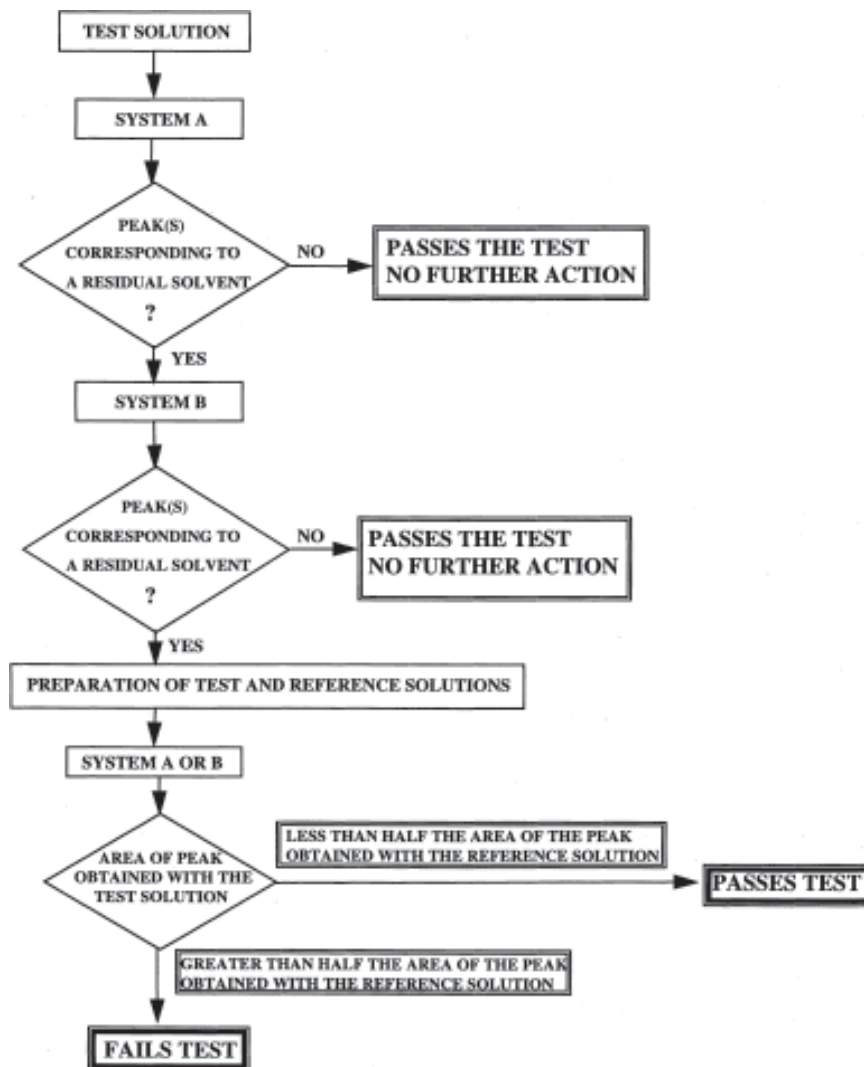 TEST SOLUTION
SYSTEM A
PEAK(S)
CORRESPONDING TO
A RESIDUAL SOLVENT
?
NO
PASSES THE TEST
NO FURTHER ACTION
YES
SYSTEM B
PEAK(S)
CORRESPONDING TO
A RESIDUAL SOLVENT
?
NO
PASSES THE TEST
NO FURTHER ACTION
YES
PREPARATION OF TEST AND REFERENCE SOLUTIONS
SYSTEM A OR B
AREA OF PEAK
OBTAINED WITH THE
TEST SOLUTION
LESS THAN HALF THE AREA OF THE PEAK
OBTAINED WITH THE REFERENCE SOLUTION
PASSES TEST
GREATER THAN HALF THE AREA OF THE PEAK
OBTAINED WITH THE REFERENCE SOLUTION
FAILS TEST